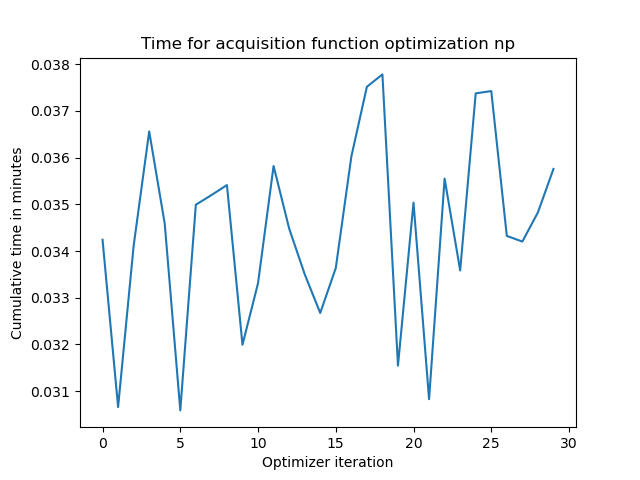 Time for acquisition function optimization np
Cumulative time in minutes
0.038
0.037
0.036
0.035
0.034
0.033
0.032
0.031
0 5 10 15 20 25 30
Optimizer iteration